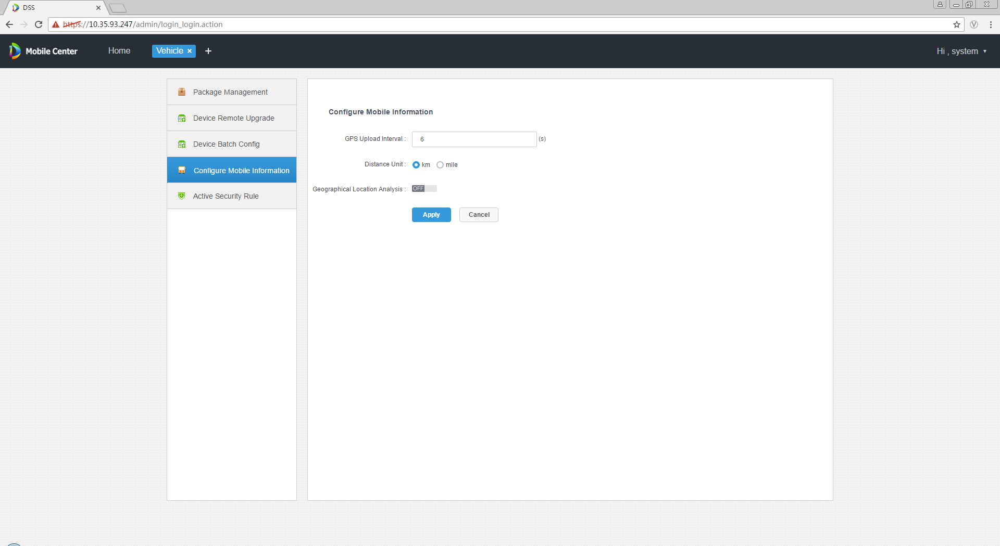 DSS
https://10.35.93.247/admin/login_login.action
V
Mobile Center
Home
Vehicle
Hi , system
Package Management
Device Remote Upgrade
Device Batch Config
Configure Mobile Information
Active Security Rule
Configure Mobile Information
GPS Upload Interval : 6 (s)
Distance Unit : km mile
Geographical Location Analysis : OFF
Apply Cancel